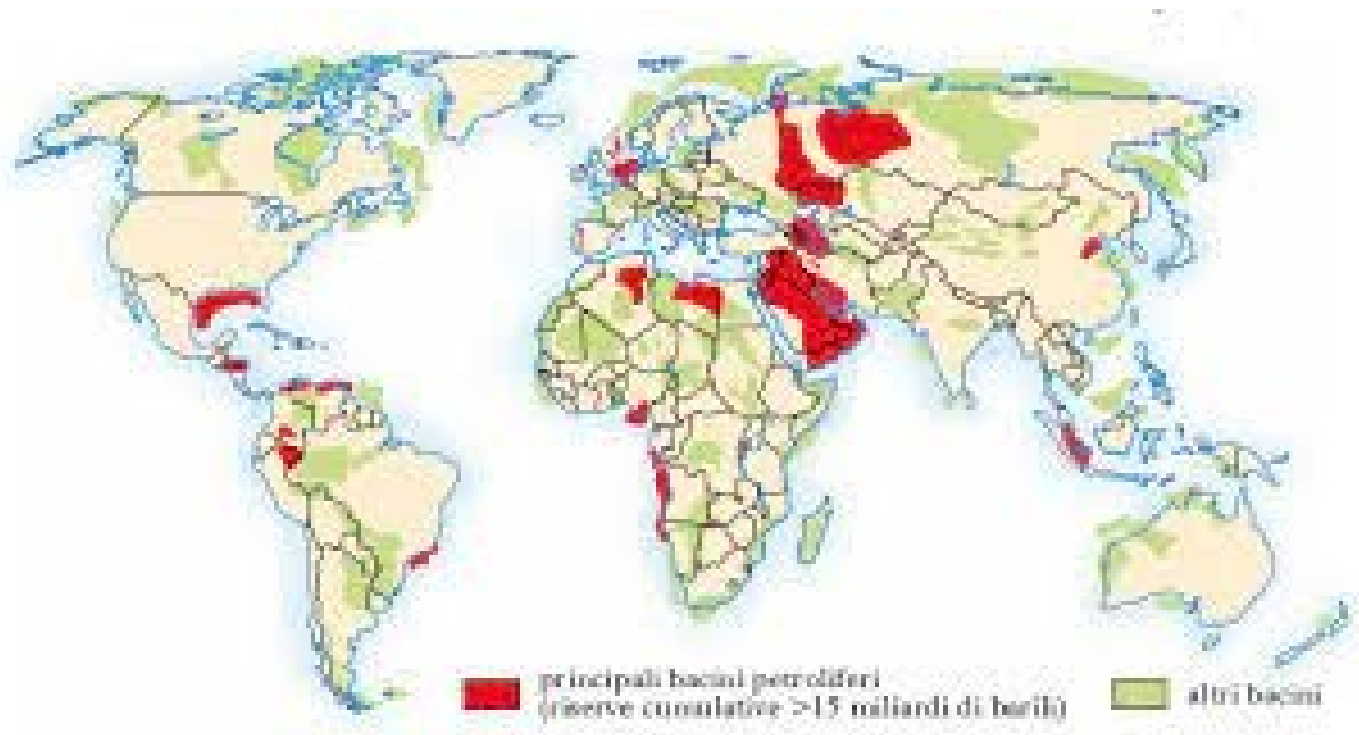 principali bacini petroliferi
(riserve cumulative >15 miliardi di barili)
altri bacini